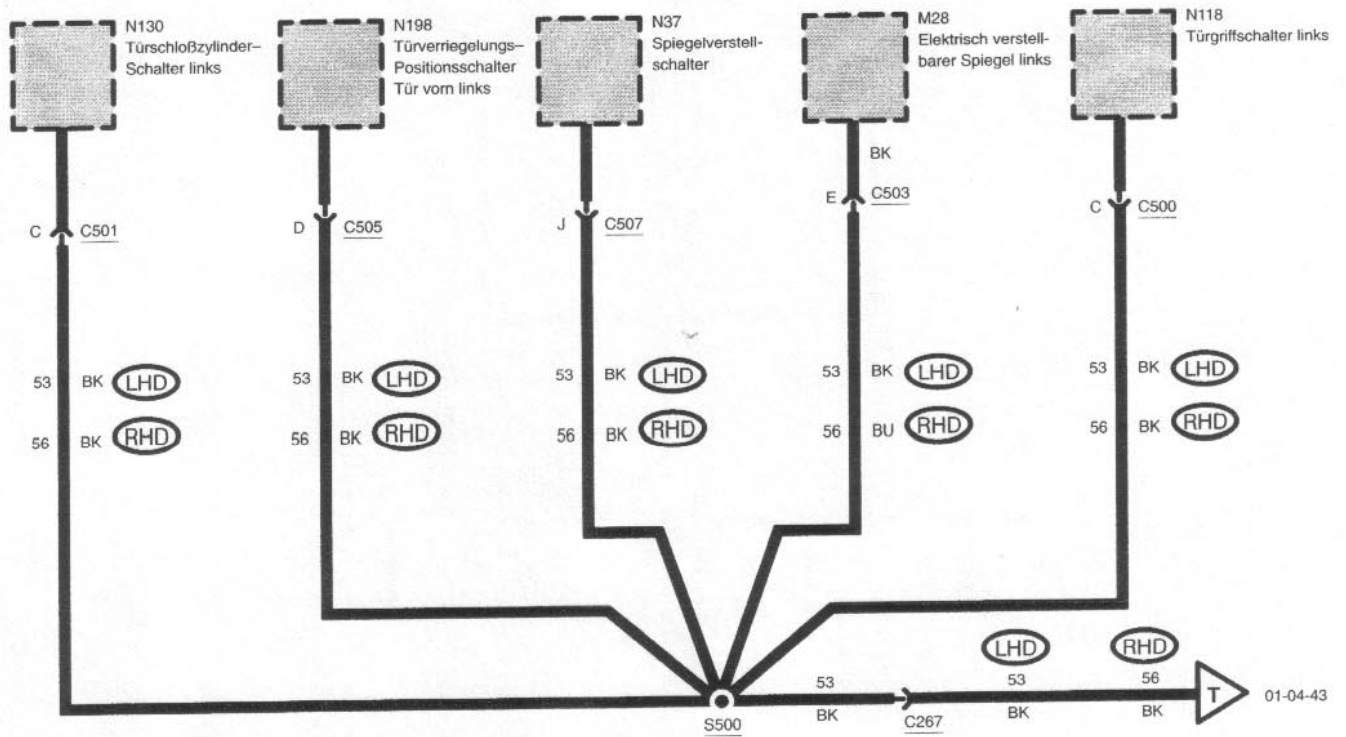 N130
Türschloßzylinder–
Schalter links
N198
Türverriegelungs–
Positionsschalter
Tür vorn links
N37
Spiegelverstell-
schalter
M28
Elektrisch verstell-
barer Spiegel links
N118
Türgriffschalter links
BK
C C501
D C505
J C507
E C503
C C500
53 BK LHD
53 BK LHD
53 BK LHD
53 BK LHD
53 BK LHD
56 BK RHD
56 BK RHD
56 BK RHD
56 BU RHD
56 BK RHD
LHD RHD
53 53 56
T 01-04-43
BK BK BK
S500 C267